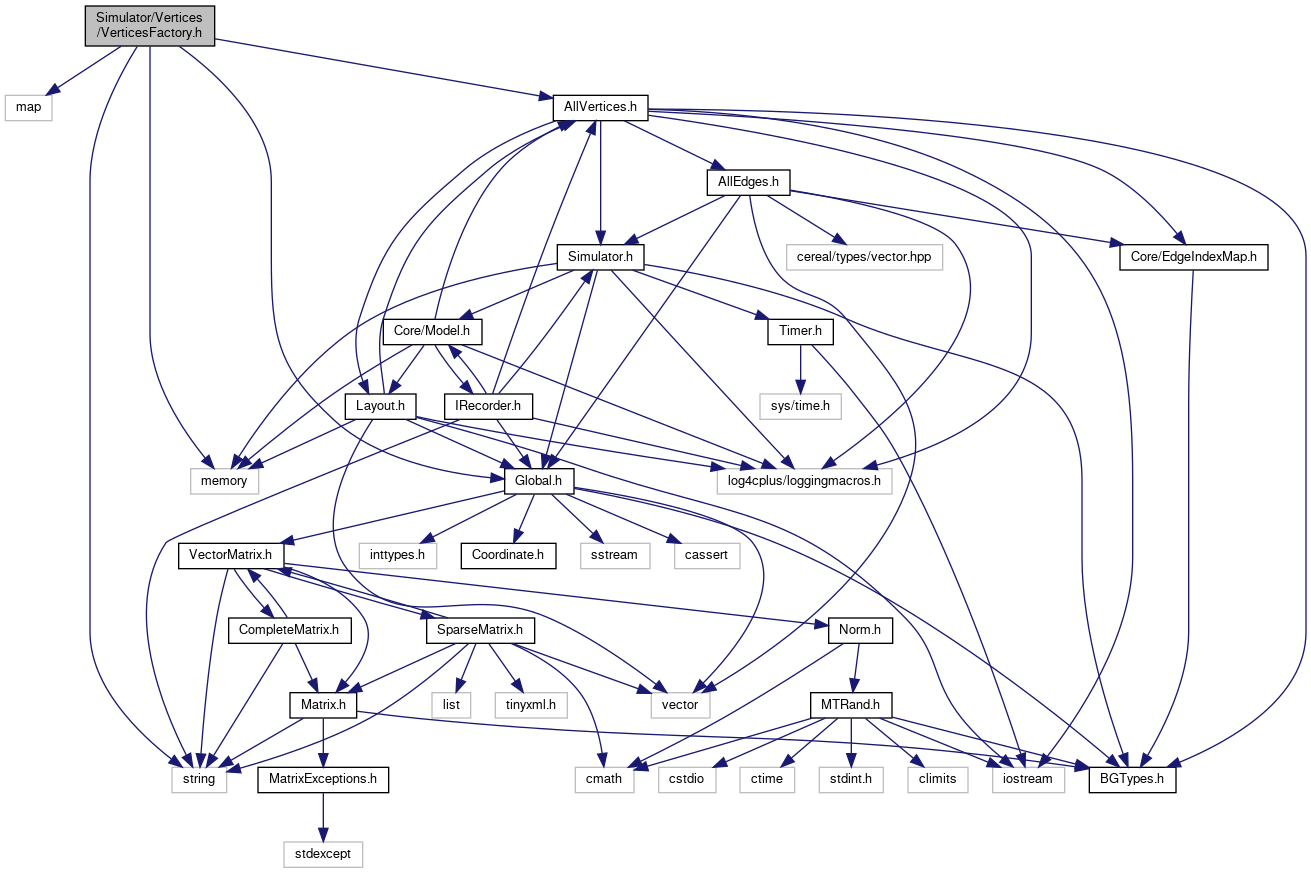 Simulator/Vertices
/VerticesFactory.h
map
AllVertices.h
AllEdges.h
Simulator.h
cereal/types/vector.hpp
Core/EdgeIndexMap.h
Core/Model.h
Timer.h
Layout.h
IRecorder.h
sys/time.h
memory
Global.h
log4cplus/loggingmacros.h
VectorMatrix.h
inttypes.h
Coordinate.h
sstream
cassert
CompleteMatrix.h
SparseMatrix.h
Norm.h
Matrix.h
list
tinyxml.h
vector
MTRand.h
string
MatrixExceptions.h
cmath
cstdio
ctime
stdint.h
climits
iostream
BGTypes.h
stdexcept